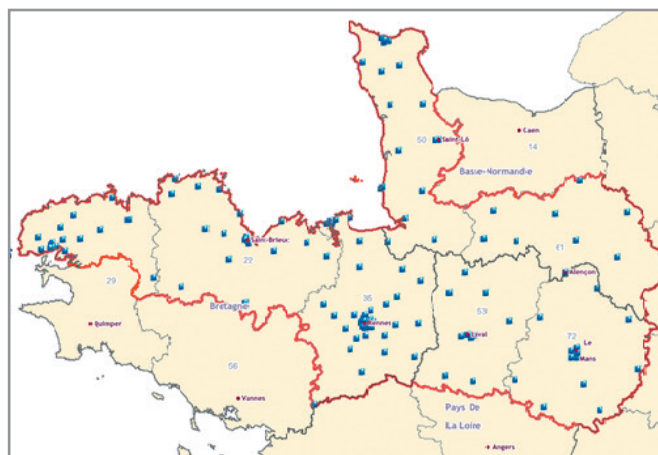 50
Saint-Lô
Caen
14
Basse-Normandie
Saint-Brieuc
22
61
29
Alençon
Bretagne
35
Quimper
Rennes
53
Laval
72
Le
Mans
56
Vannes
Pays De
La Loire
Angers